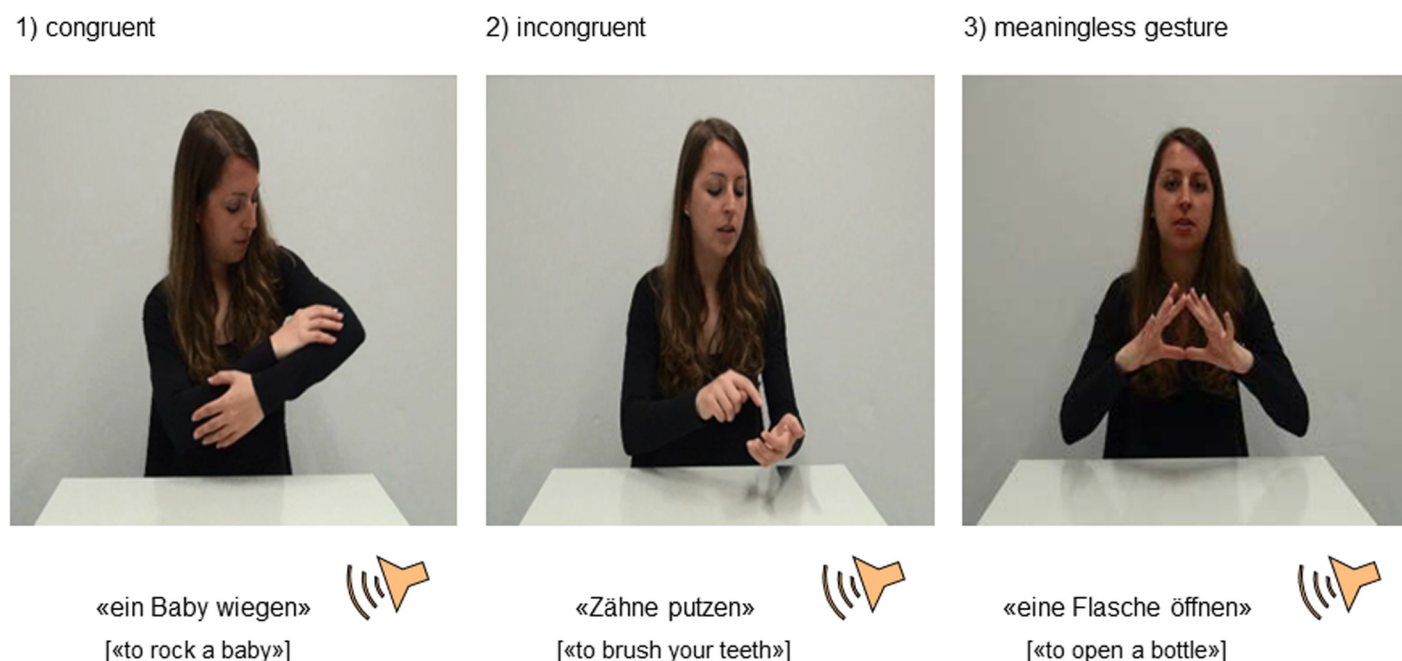 1) congruent
2) incongruent
3) meaningless gesture
«ein Baby wiegen»
[«to rock a baby»]
«Zähne putzen»
[«to brush your teeth»]
«eine Flasche öffnen»
[«to open a bottle»]